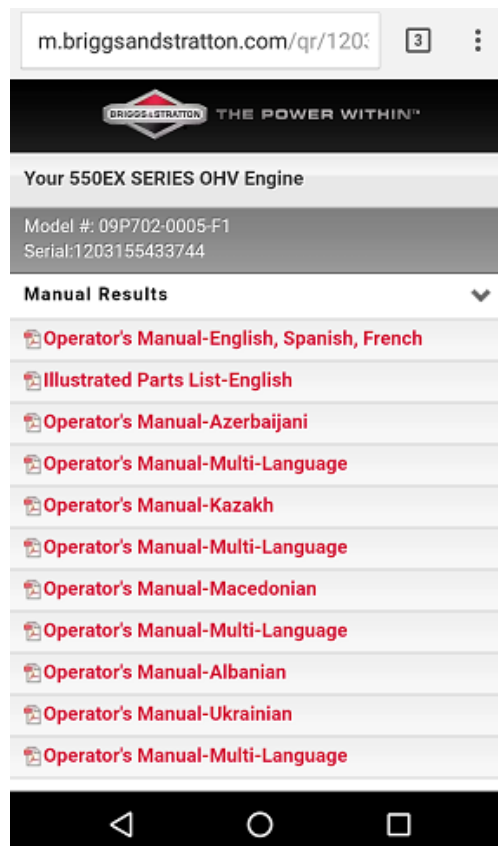 m.briggsandstratton.com/qr/1203
3
BRIGGS&STRATTON THE POWER WITHIN™
Your 550EX SERIES OHV Engine
Model #: 09P702-0005-F1
Serial:1203155433744
Manual Results
Operator's Manual-English, Spanish, French
Illustrated Parts List-English
Operator's Manual-Azerbaijani
Operator's Manual-Multi-Language
Operator's Manual-Kazakh
Operator's Manual-Multi-Language
Operator's Manual-Macedonian
Operator's Manual-Multi-Language
Operator's Manual-Albanian
Operator's Manual-Ukrainian
Operator's Manual-Multi-Language